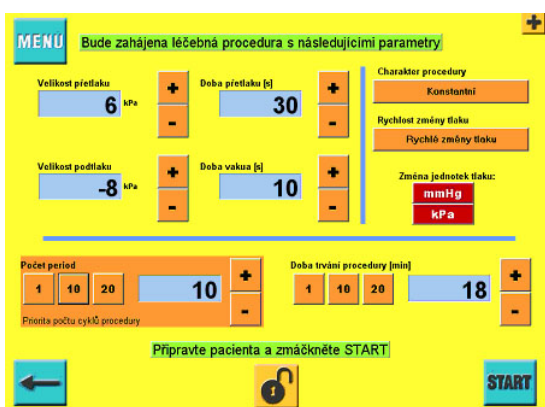 MENU
Bude zahájena léčebná procedura s následujícimi parametry
Velikost přetlaku
6 kPa
+
-
Doba přetlaku [s]
30
+
-
Charakter procedury
Konstantní
Rychlost změny tlaku
Rychlé změny tlaku
Velikost podtlaku
-8 kPa
+
-
Doba vakua [s]
10
+
-
Změna jednotek tlaku:
mmHg
kPa
Počet period
1 10 20
10
+
-
Priorita počtu cyklů procedury
Doba trvání procedury [min]
1 10 20
18
+
-
Připravte pacienta a zmáčkněte START
1
START